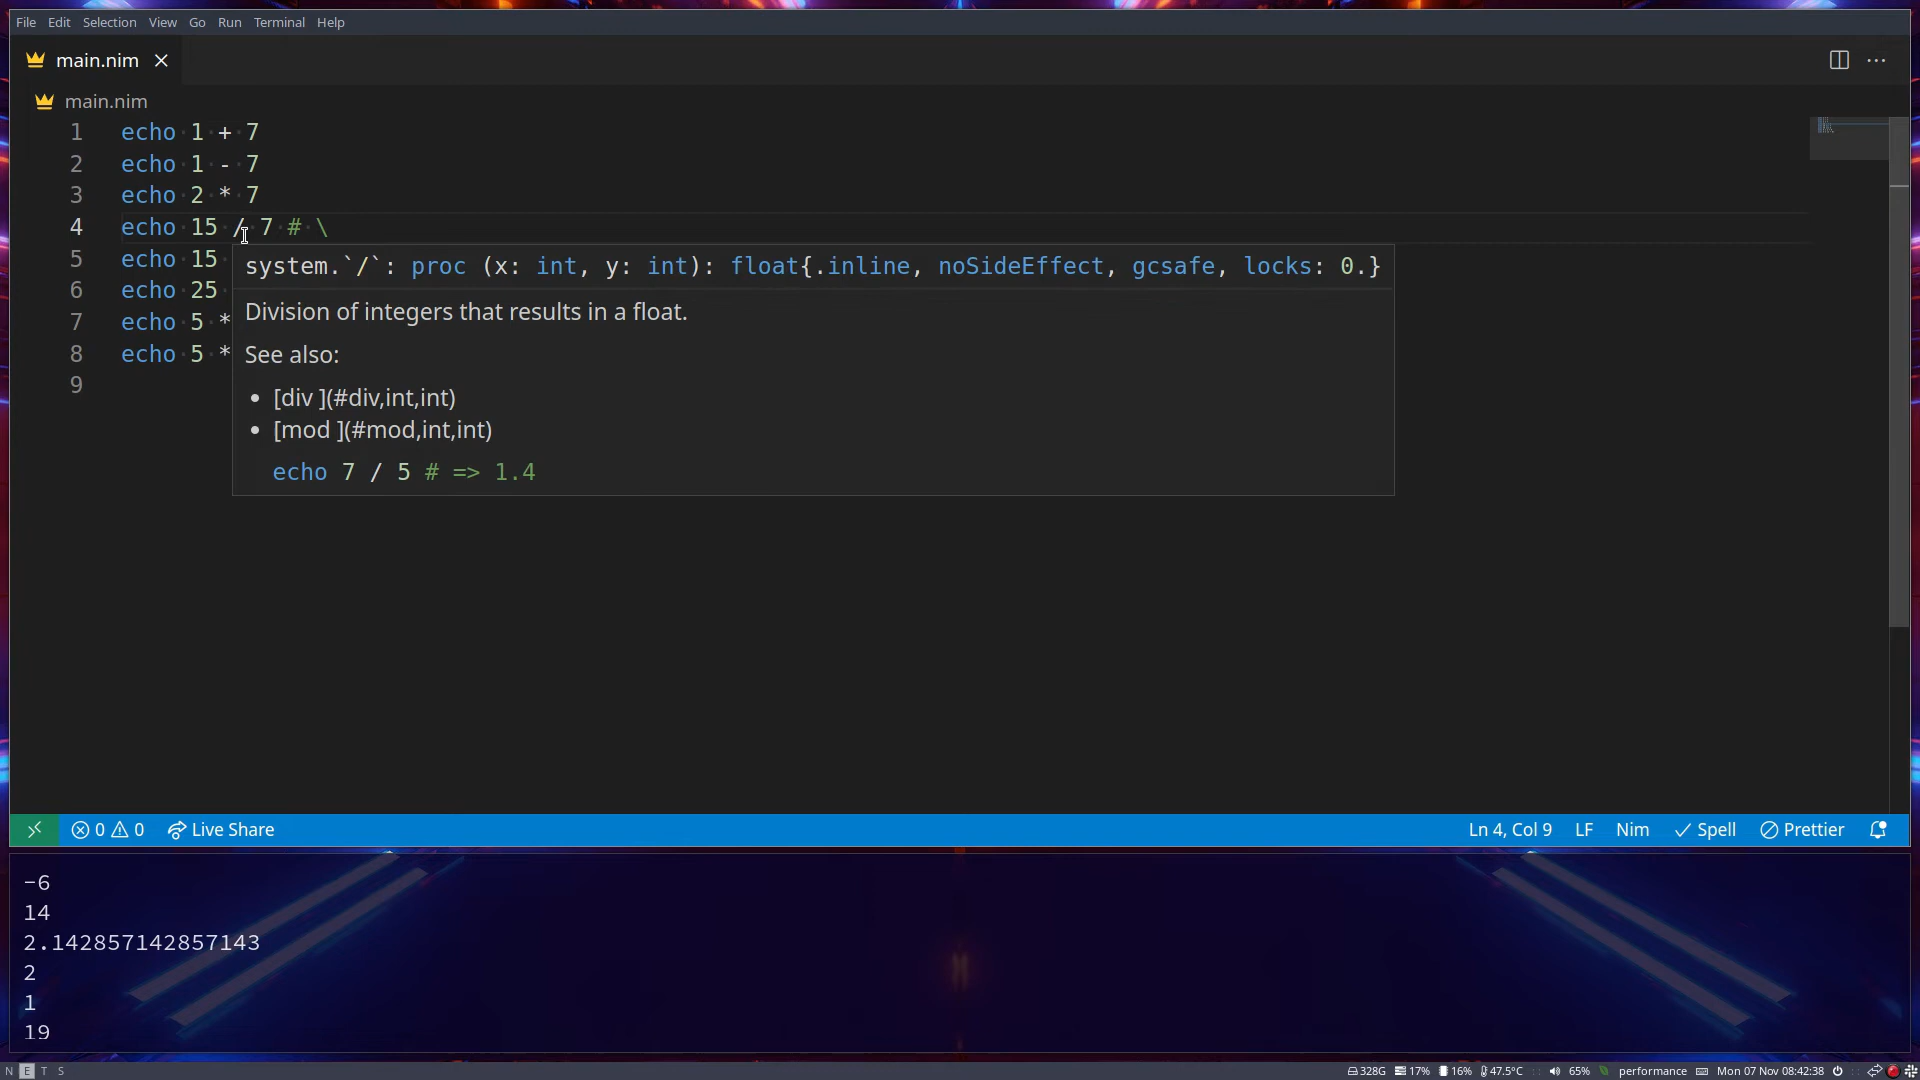 File Edit Selection View Go Run Terminal Help
main.nim
main.nim
1 echo 1 + 7
2 echo 1 - 7
3 echo 2 * 7
4 echo 15 / 7 # \
5 echo 15
6 echo 25
7 echo 5 *
8 echo 5 *
9
system.`/`: proc (x: int, y: int): float{.inline, noSideEffect, gcsafe, locks: 0.}
Division of integers that results in a float.
See also:
• [div ](#div,int,int)
• [mod ](#mod,int,int)
echo 7 / 5 # => 1.4
0 0 Live Share Ln 4, Col 9 LF Nim Spell Prettier
-6
14
2.142857142857143
2
1
19
N E T S 328G 17% 16% 47.5°C 65% performance Mon 07 Nov 08:42:38